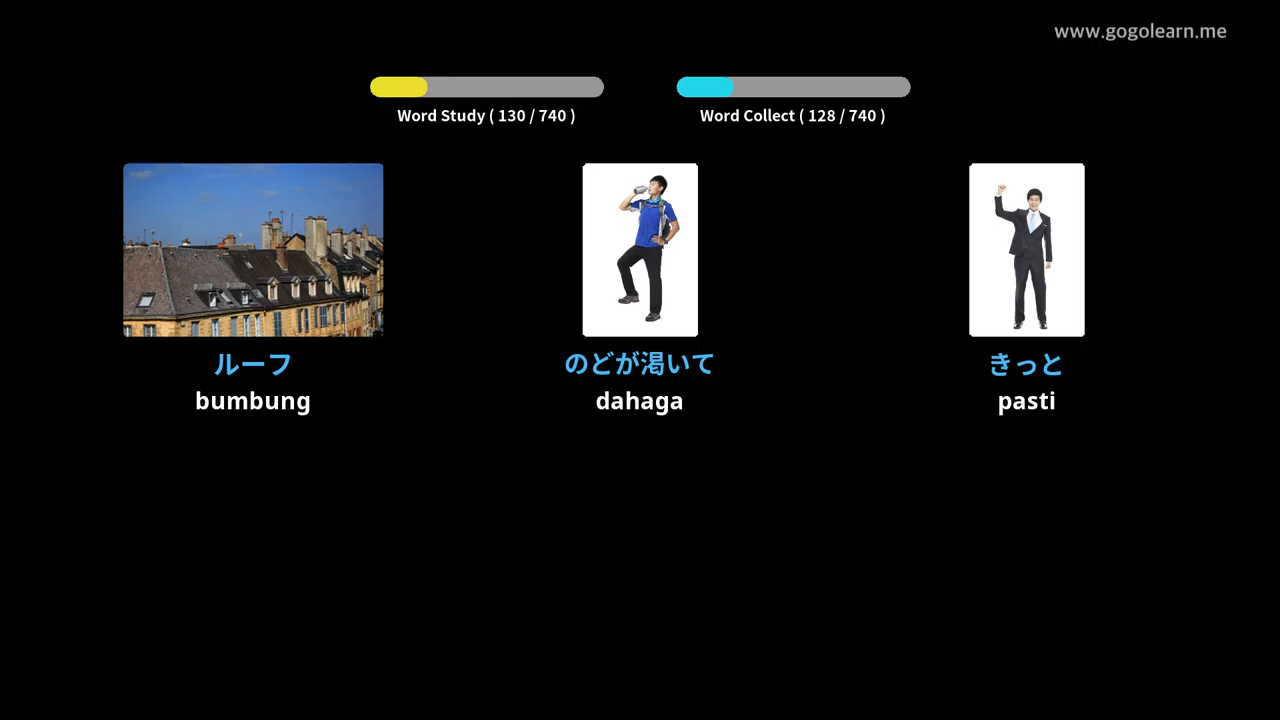 www.gogolearn.me
Word Study ( 130 / 740 )
Word Collect ( 128 / 740 )
ルーフ
bumbung
のどが渇いて
dahaga
きっと
pasti